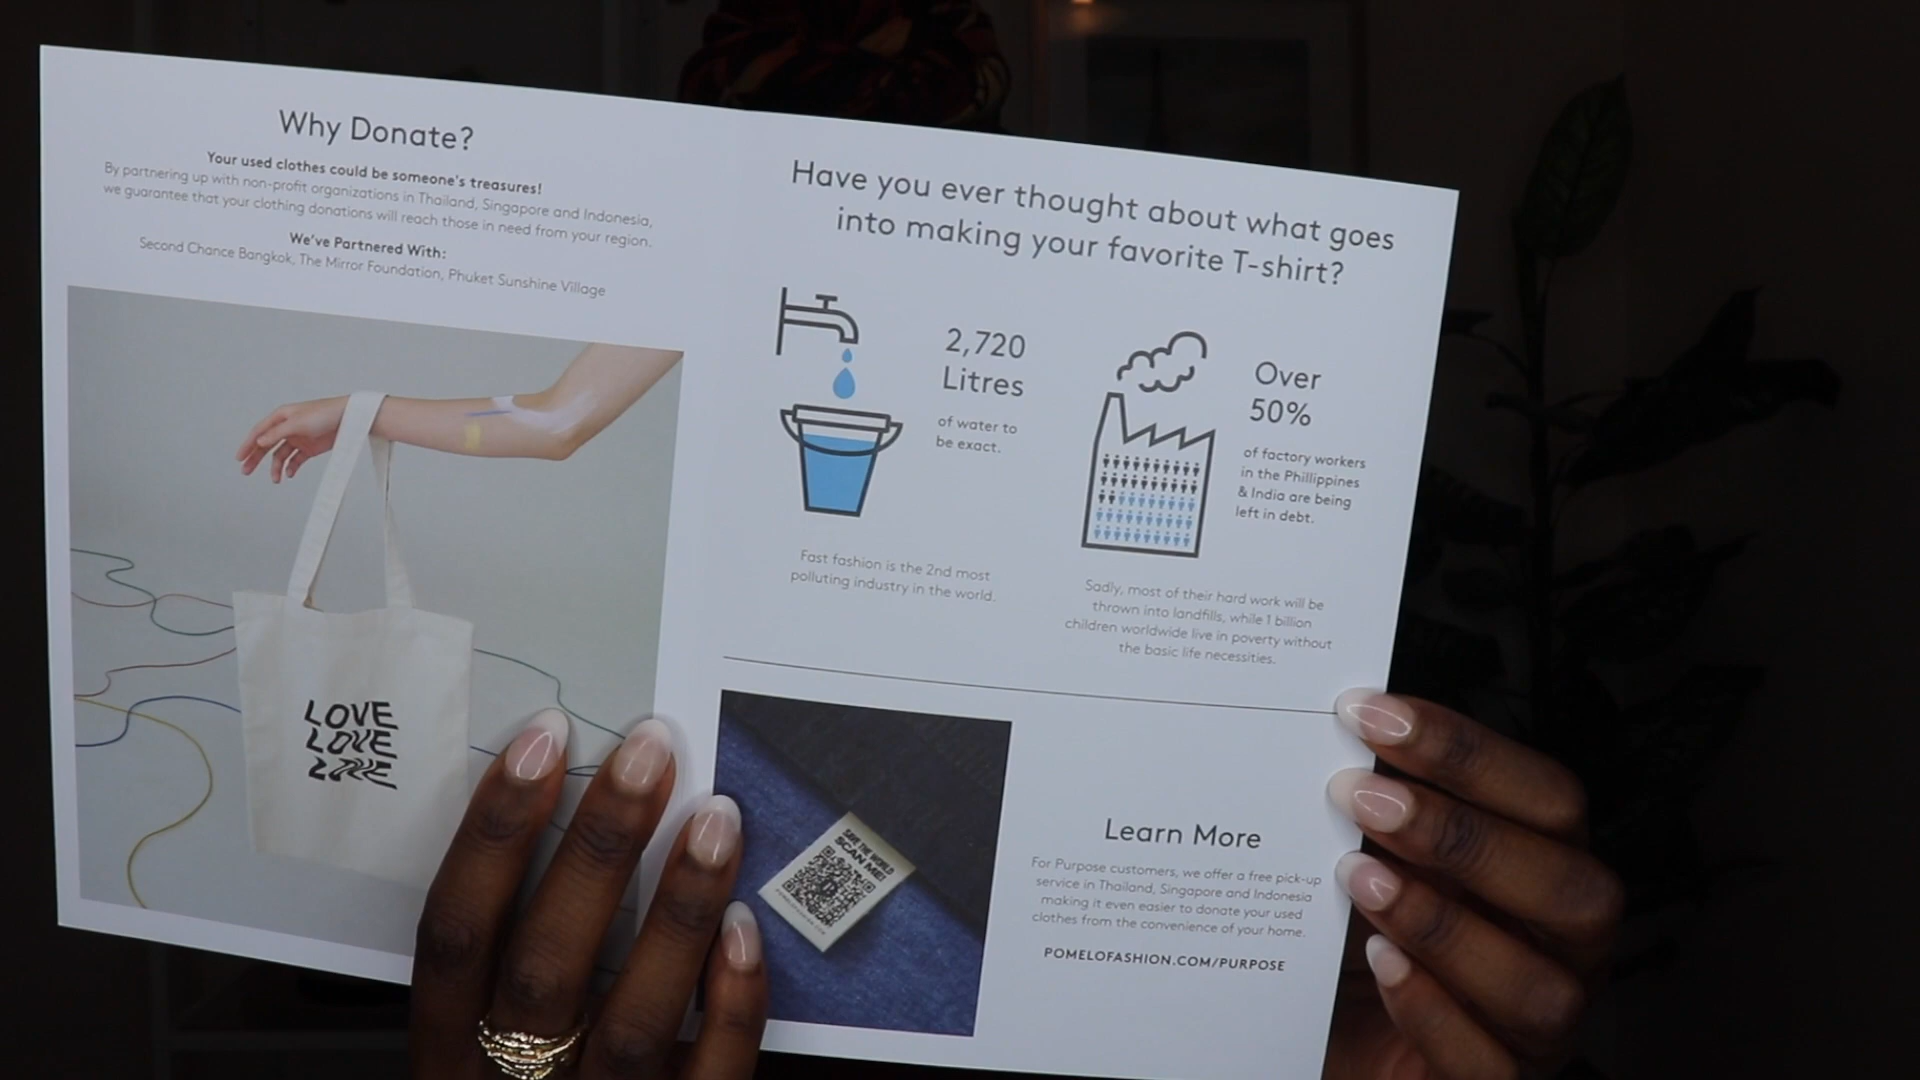 Why Donate?
Your used clothes could be someone's treasures!
By partnering up with non-profit organizations in Thailand, Singapore and Indonesia,
we guarantee that your clothing donations will reach those in need from your region.
We've Partnered With:
Second Chance Bangkok, The Mirror Foundation, Phuket Sunshine Village
LOVE
LOVE
LOVE
Have you ever thought about what goes
into making your favorite T-shirt?
2,720
Litres
of water to
be exact.
Fast fashion is the 2nd most
polluting industry in the world.
Over
50%
of factory workers
in the Phillippines
& India are being
left in debt.
Sadly, most of their hard work will be
thrown into landfills, while 1 billion
children worldwide live in poverty without
the basic life necessities.
SAVE THE WORLD
SCAN ME!
POMELOFASHION.COM
Learn More
For Purpose customers, we offer a free pick-up
service in Thailand, Singapore and Indonesia
making it even easier to donate your used
clothes from the convenience of your home.
POMELOFASHION.COM/PURPOSE